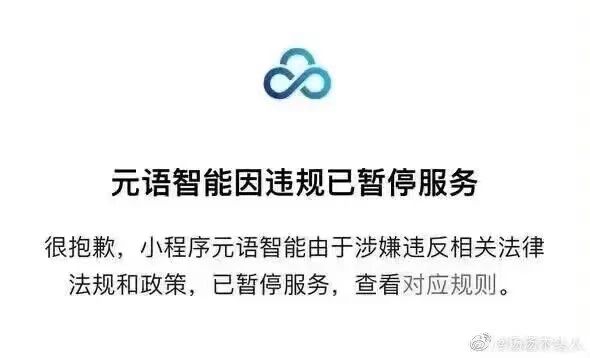 元语智能因违规已暂停服务
很抱歉，小程序元语智能由于涉嫌违反相关法律
法规和政策，已暂停服务，查看对应规则。